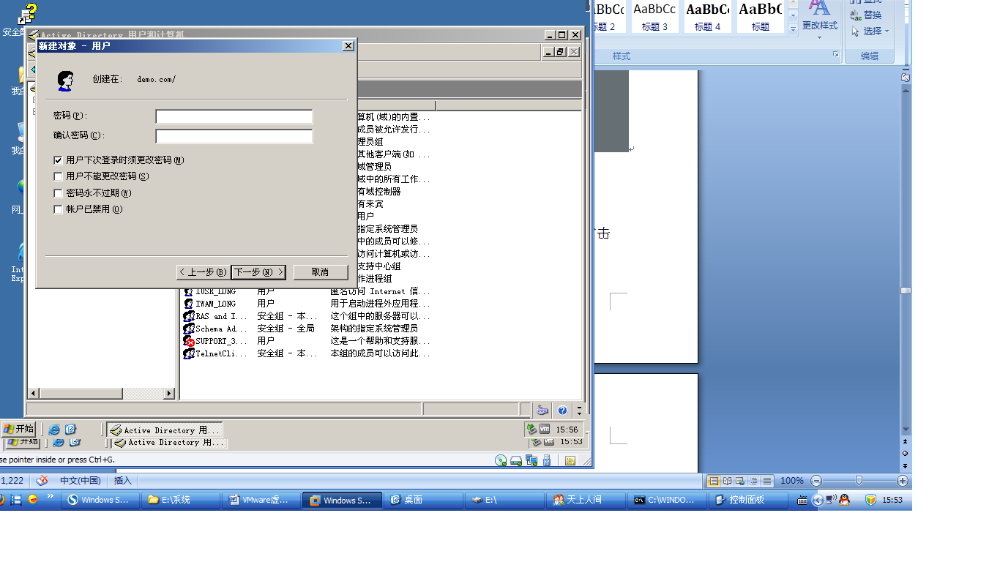 安全
Active Directory 用户和计算机
新建对象 - 用户
创建在: demo.com/
密码(P):
确认密码(C):
用户下次登录时须更改密码(M)
用户不能更改密码(S)
密码永不过期(W)
帐户已禁用(O)
< 上一步(B)
下一步(N) >
取消
算机(域)的内置...
成员被允许发行...
理员组
其他客户端(如
域管理员
域中的所有工作...
有域控制器
有来宾
用户
指定系统管理员
中的成员可以修...
访问计算机或访...
支持中心组
作进程组
IUSR_LONG 用户 匿名访问 Internet 信...
IWAM_LONG 用户 用于启动进程外应用程...
RAS and I... 安全组 - 本... 这个组中的服务器可以...
Schema Ad... 安全组 - 全局 架构的指定系统管理员
SUPPORT_3... 用户 这是一个帮助和支持服...
TelnetCli... 安全组 - 本... 本组的成员可以访问此...
我的
我的
网_
Int
Exp
开始 Active Directory 用... 15:56
开始 Active Directory 用... 15:53
se pointer inside or press Ctrl+G.
AaBbCc AaBbCc AaBbC
标题 3 标题 4 标题
更改样式
替换
选择
样式
编辑
击
1,222 中文(中国) 插入 100%
Windows S... E:\系统 VMware虚... Windows S... 桌面 E:\ 天上人间 C:\WINDO... 控制面板 15:53